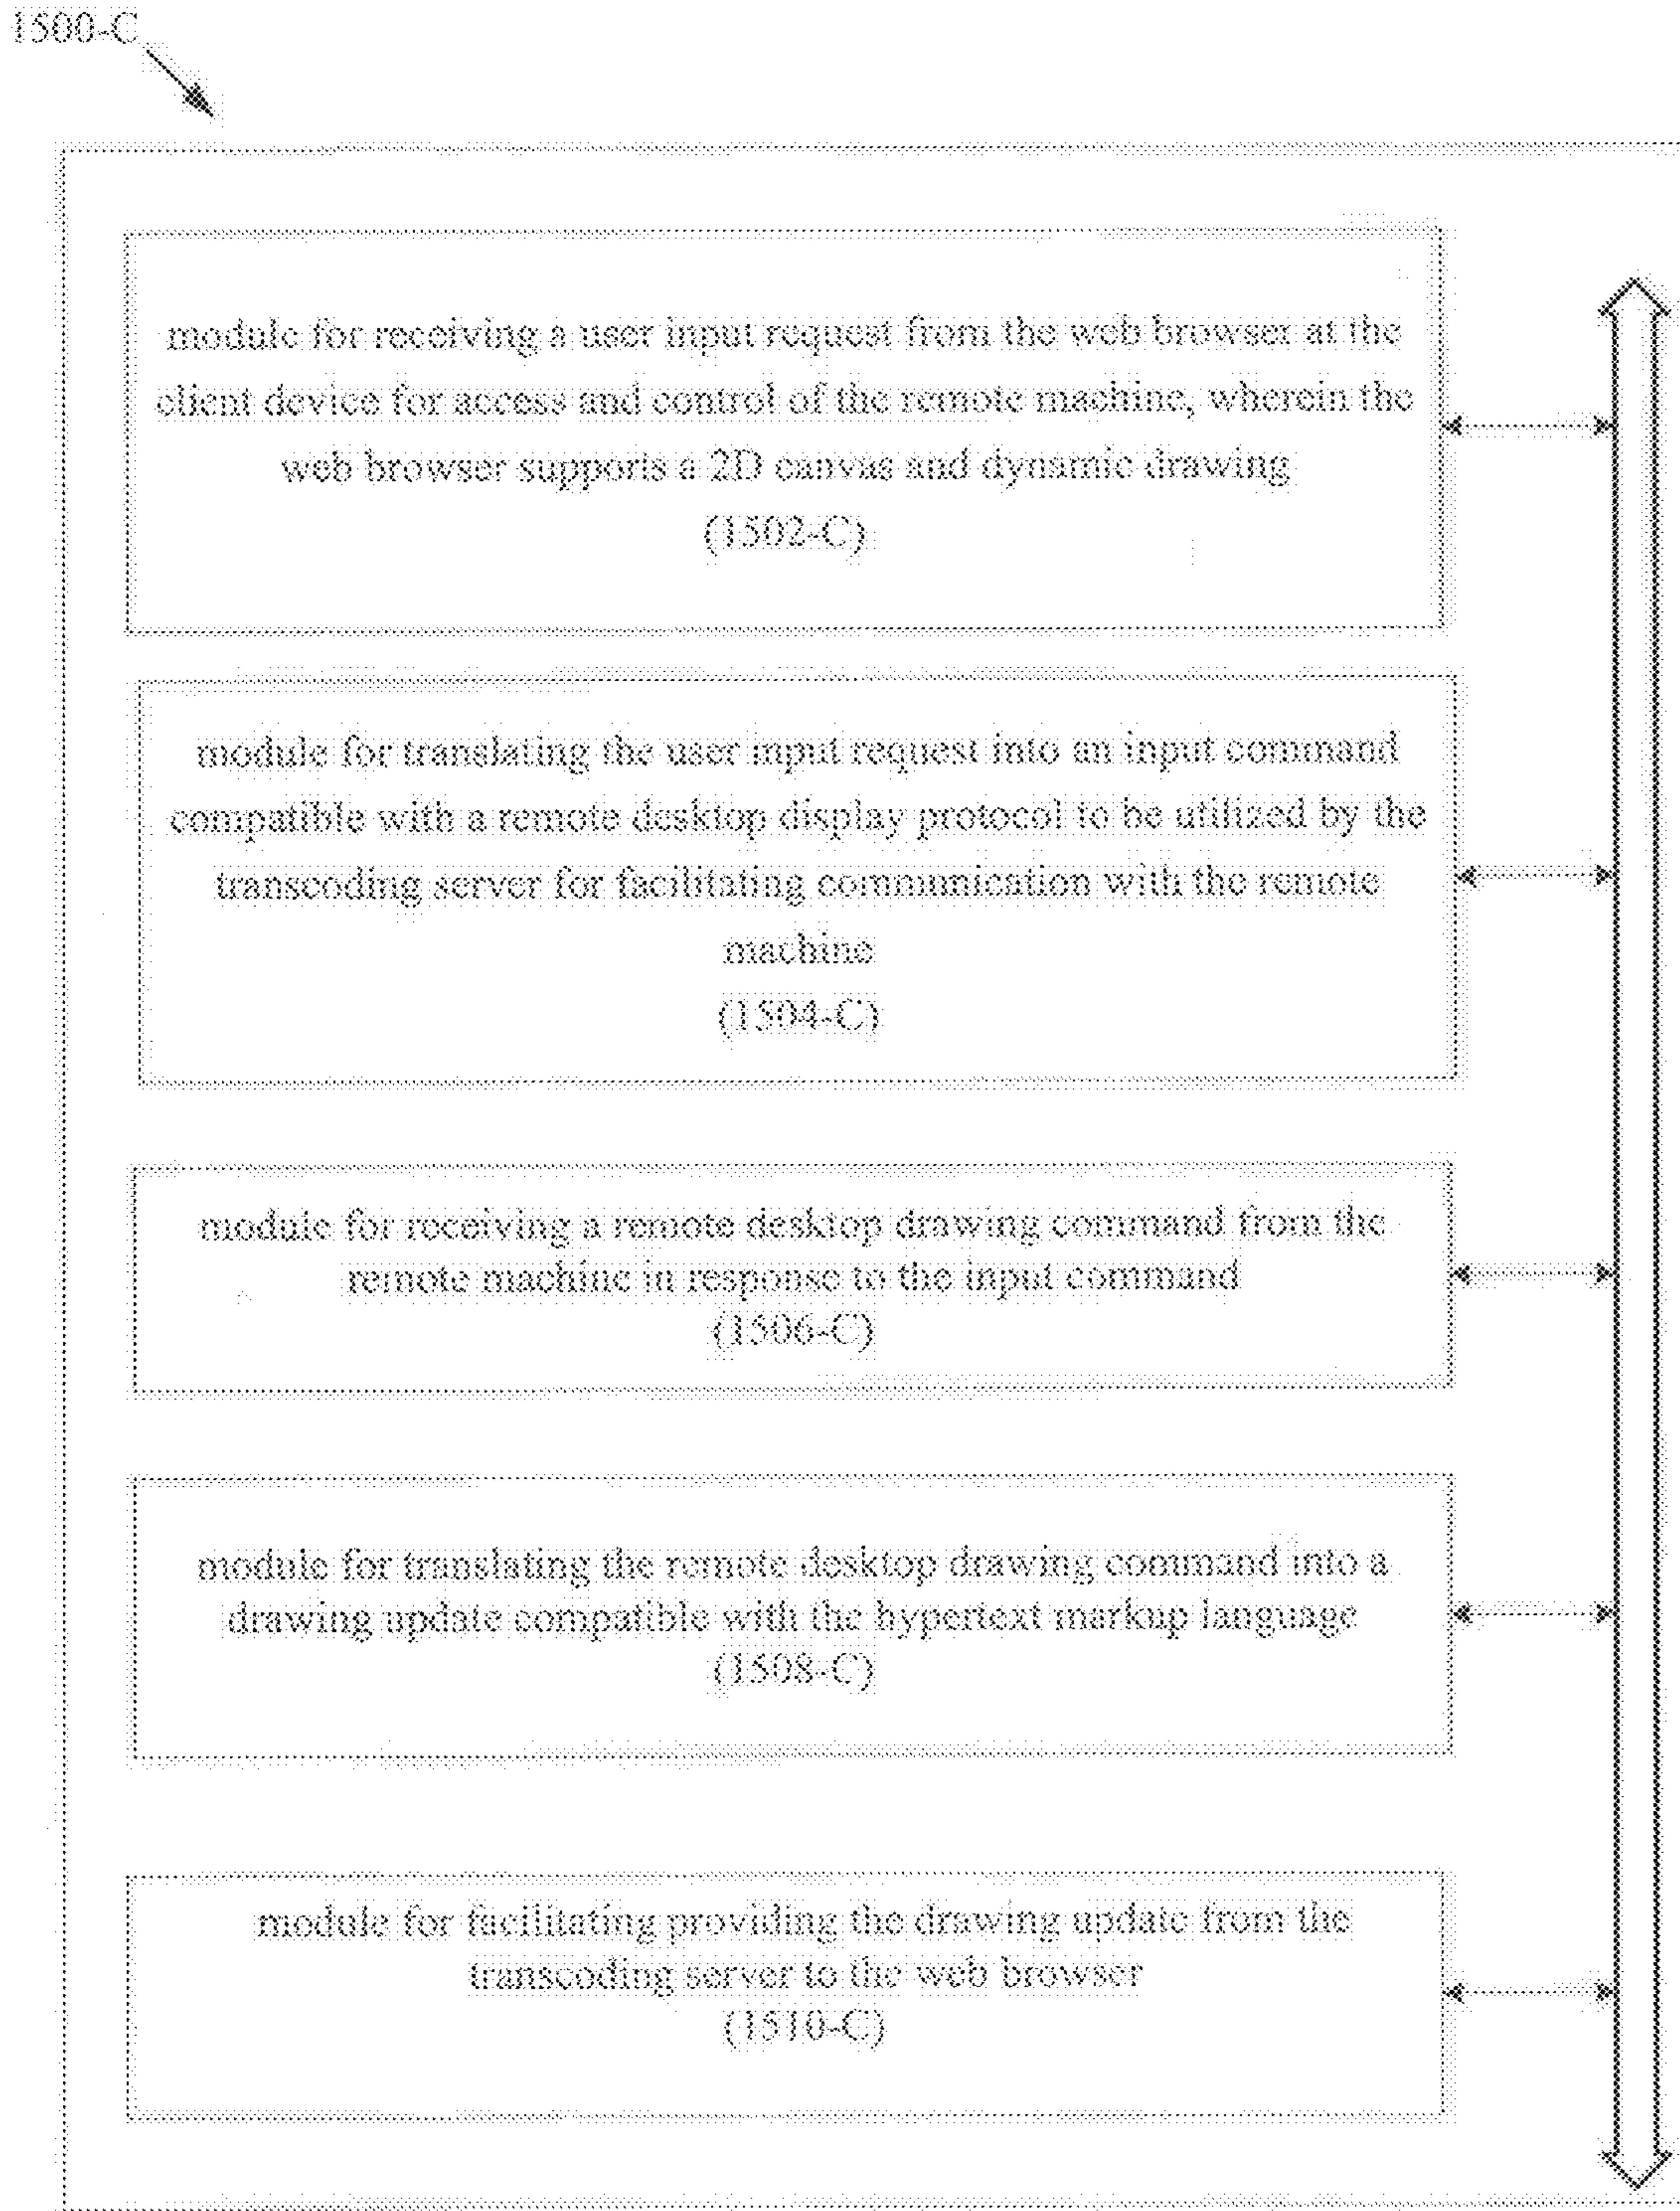 1500-C
module for receiving a user input request from the web browser at the
client device for access and control of the remote machine, wherein the
web browser supports a 2D canvas and dynamic drawing
(1502-C)
module for translating the user input request into an input command
compatible with a remote desktop display protocol to be utilized by the
transcoding server for facilitating communication with the remote
machine
(1504-C)
module for receiving a remote desktop drawing command from the
remote machine in response to the input command
(1506-C)
module for translating the remote desktop drawing command into a
drawing update compatible with the hypertext markup language
(1508-C)
module for facilitating providing the drawing update from the
transcoding server to the web browser
(1510-C)